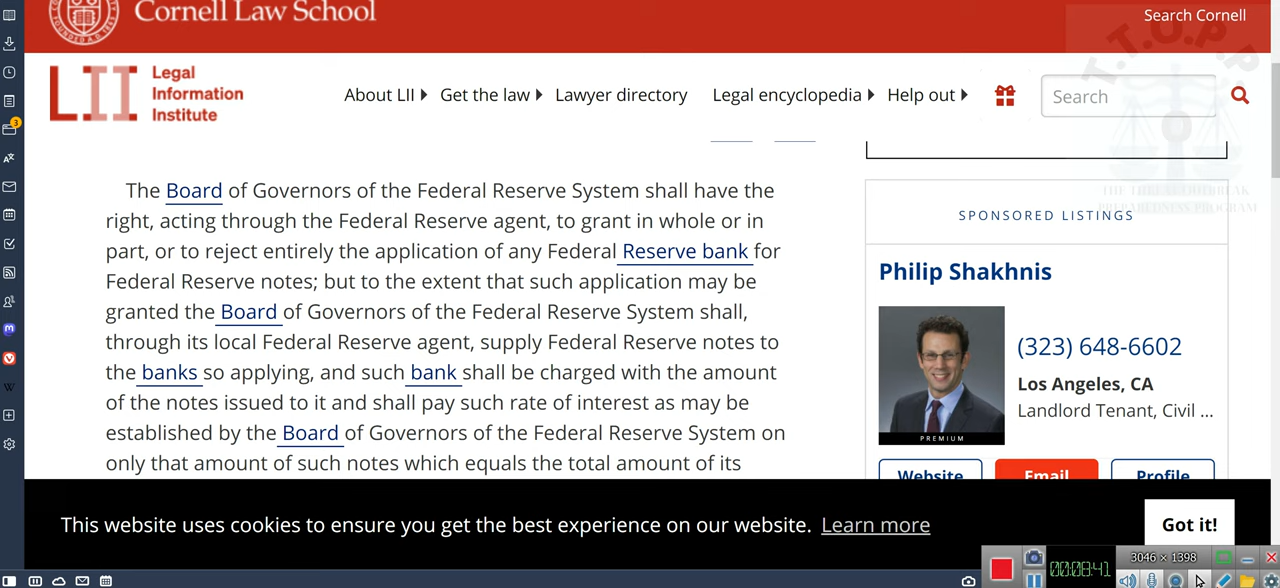 Cornell Law School
Search Cornell
T.T.O.P.P
LII
Legal
Information
Institute
About LII
Get the law
Lawyer directory
Legal encyclopedia
Help out
Search
THE TIMELY OUTBREAK
PREPAREDNESS PROGRAM
The Board of Governors of the Federal Reserve System shall have the
right, acting through the Federal Reserve agent, to grant in whole or in
part, or to reject entirely the application of any Federal Reserve bank for
Federal Reserve notes; but to the extent that such application may be
granted the Board of Governors of the Federal Reserve System shall,
through its local Federal Reserve agent, supply Federal Reserve notes to
the banks so applying, and such bank shall be charged with the amount
of the notes issued to it and shall pay such rate of interest as may be
established by the Board of Governors of the Federal Reserve System on
only that amount of such notes which equals the total amount of its
SPONSORED LISTINGS
Philip Shakhnis
PREMIUM
(323) 648-6602
Los Angeles, CA
Landlord Tenant, Civil ...
Website
Email
Profile
This website uses cookies to ensure you get the best experience on our website. Learn more
Got it!
3
3046 × 1398
00:08:41